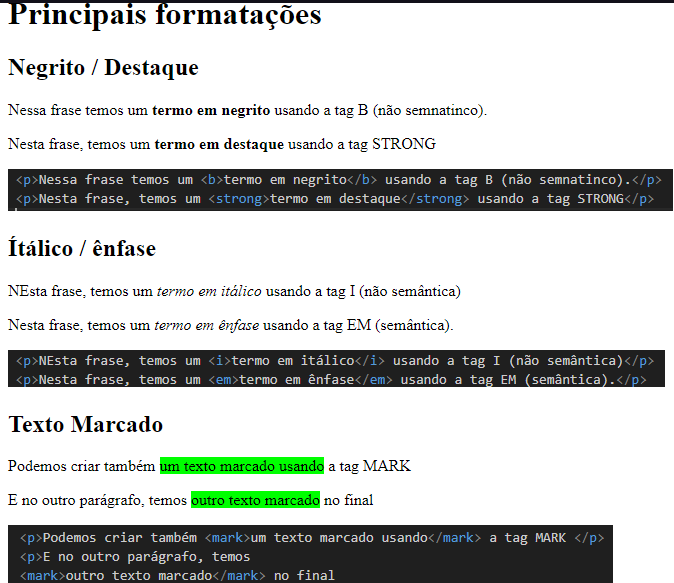 Principais formatações
Negrito / Destaque
Nessa frase temos um termo em negrito usando a tag B (não semnatinco).
Nesta frase, temos um termo em destaque usando a tag STRONG
<p>Nessa frase temos um <b>termo em negrito</b> usando a tag B (não semnatinco).</p>
<p>Nesta frase, temos um <strong>termo em destaque</strong> usando a tag STRONG</p>
Ítálico / ênfase
NEsta frase, temos um termo em itálico usando a tag I (não semântica)
Nesta frase, temos um termo em ênfase usando a tag EM (semântica).
<p>NEsta frase, temos um <i>termo em itálico</i> usando a tag I (não semântica)</p>
<p>Nesta frase, temos um <em>termo em ênfase</em> usando a tag EM (semântica).</p>
Texto Marcado
Podemos criar também um texto marcado usando a tag MARK
E no outro parágrafo, temos outro texto marcado no final
<p>Podemos criar também <mark>um texto marcado usando</mark> a tag MARK </p>
<p>E no outro parágrafo, temos
<mark>outro texto marcado</mark> no final